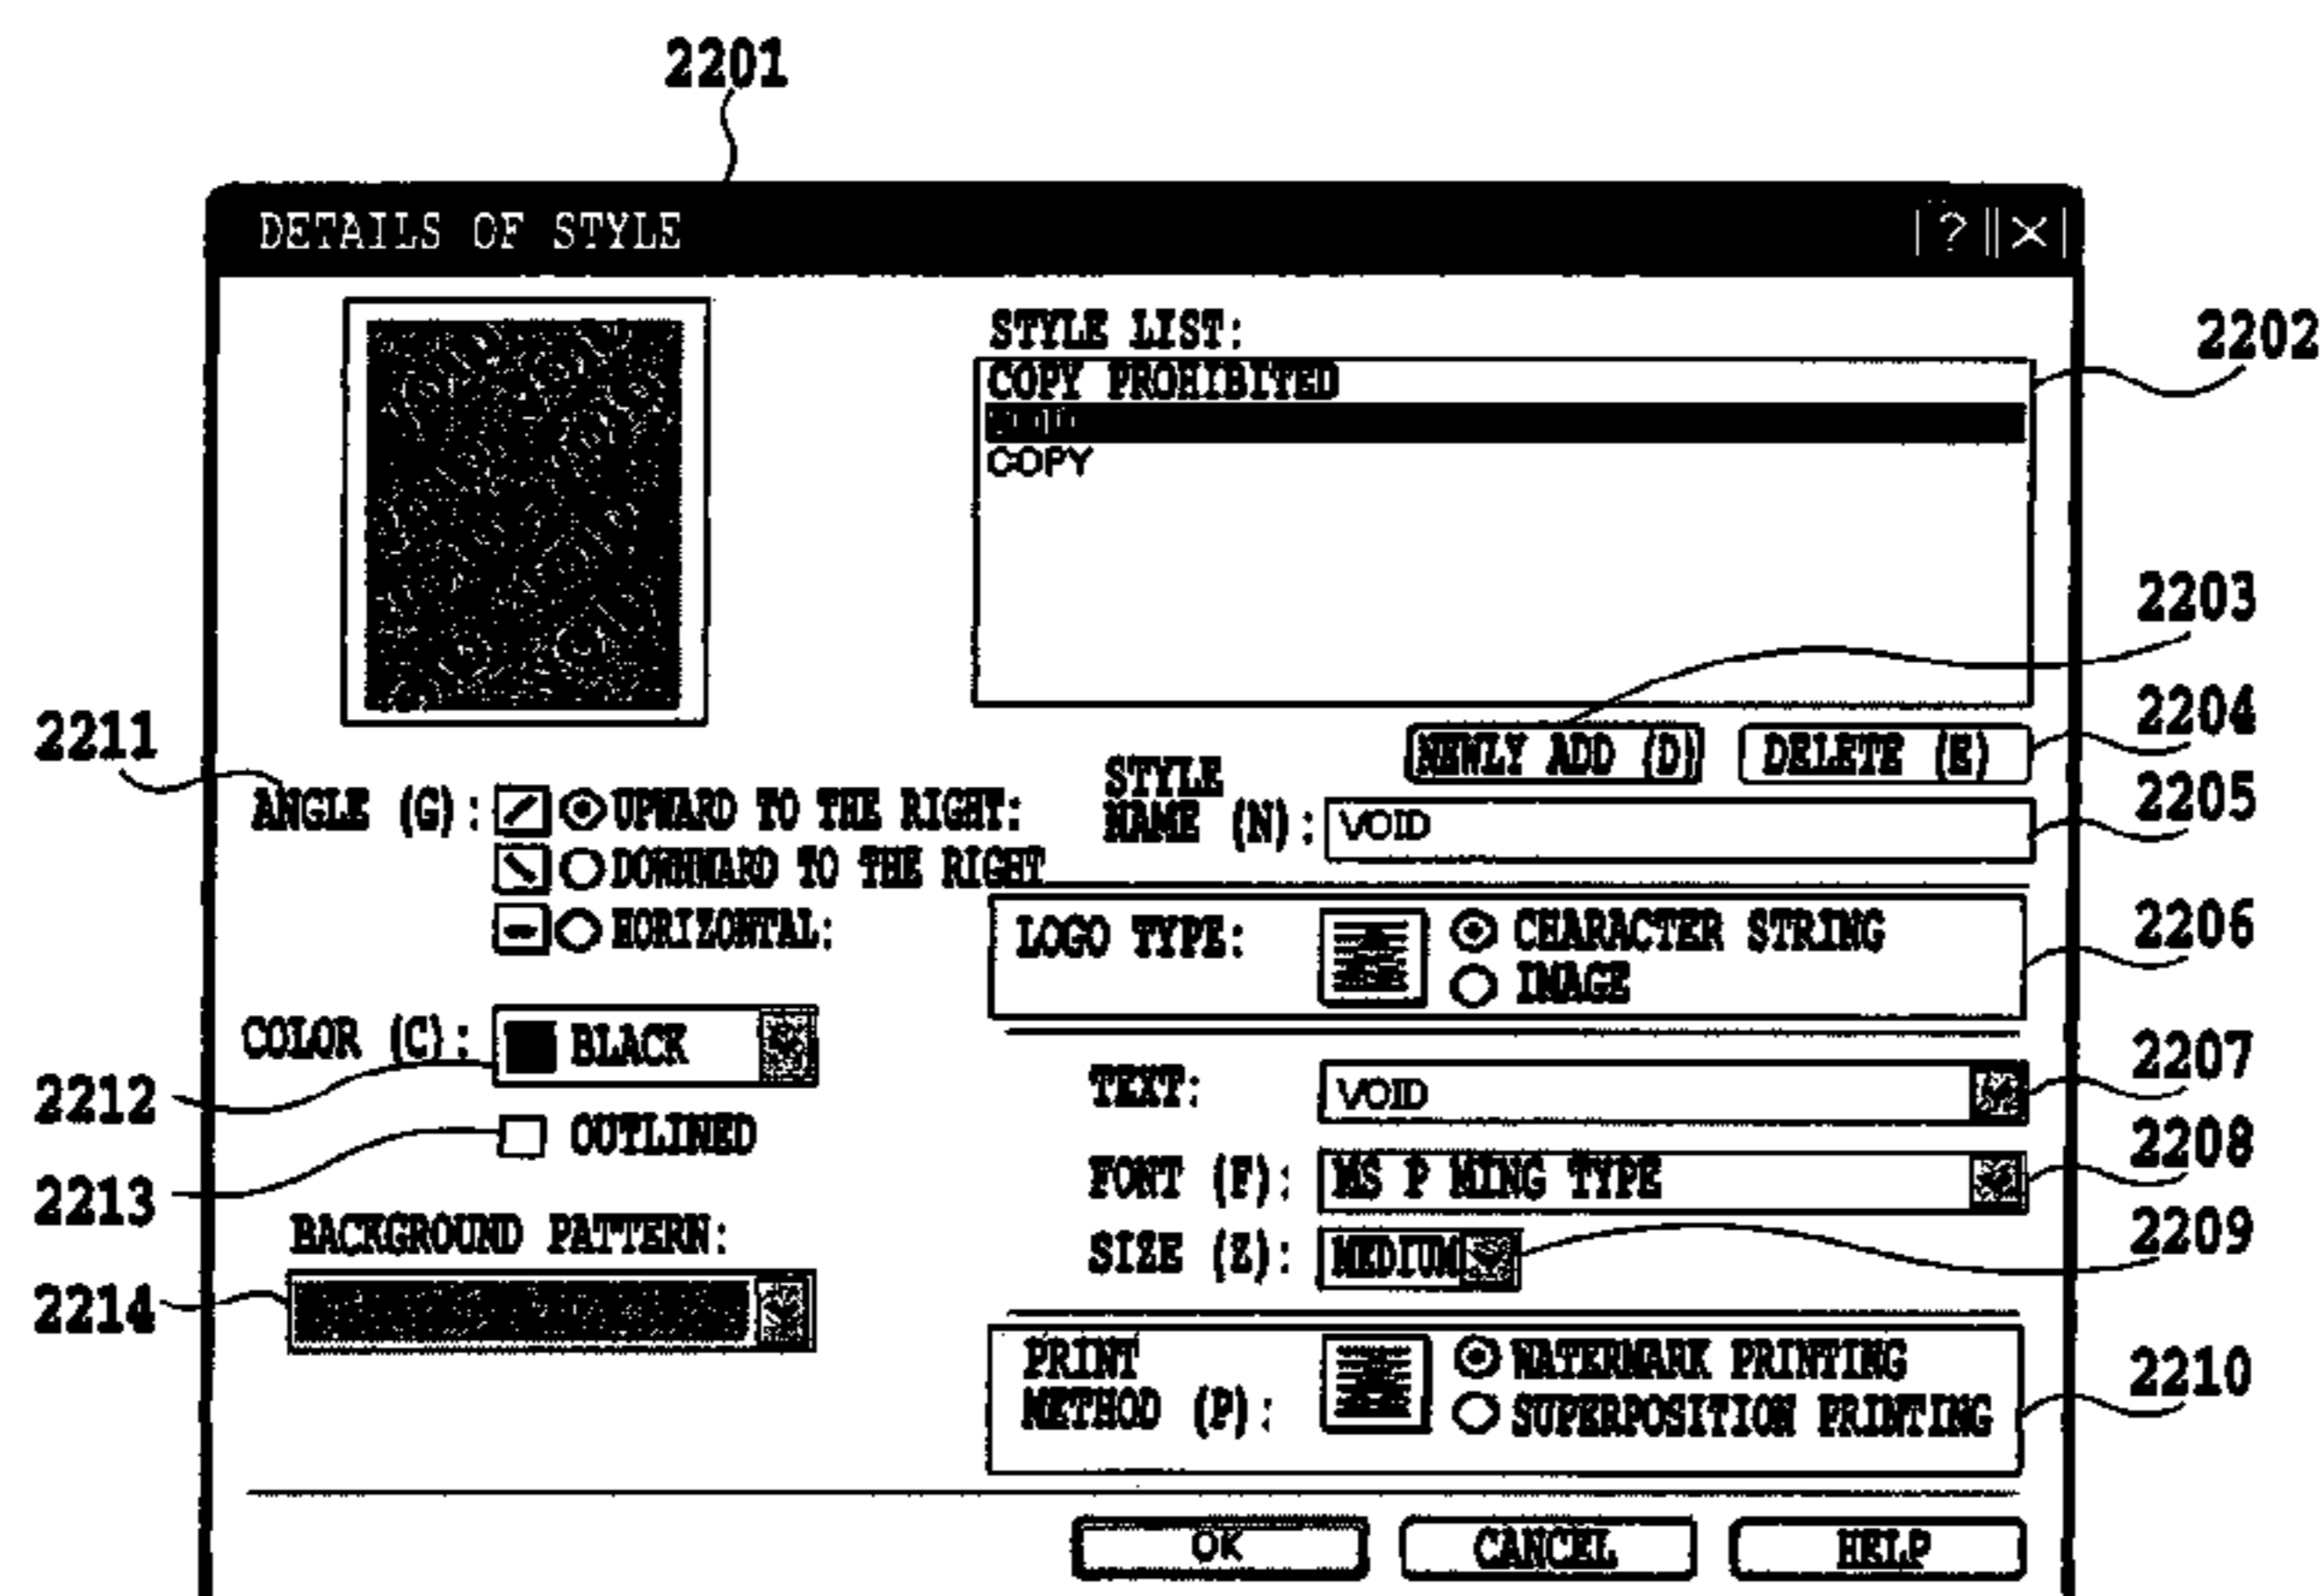 2201
DETAILS OF STYLE ? X
STYLE LIST:
2202
COPY PROHIBITED
COPY
2203
2204
NEWLY ADD (D) DELETE (E)
2211
2205
STYLE
NAME (N): VOID
ANGLE (G): UPWARD TO THE RIGHT:
DOWNWARD TO THE RIGHT
HORIZONTAL:
2206
LOGO TYPE: CHARACTER STRING
IMAGE
COLOR (C): BLACK
2212
2207
TEXT: VOID
OUTLINED
2213
2208
FONT (F): MS P MING TYPE
2209
BACKGROUND PATTERN:
SIZE (Z): MEDIUM
2214
2210
PRINT
METHOD (P): WATERMARK PRINTING
SUPERPOSITION PRINTING
OK CANCEL HELP